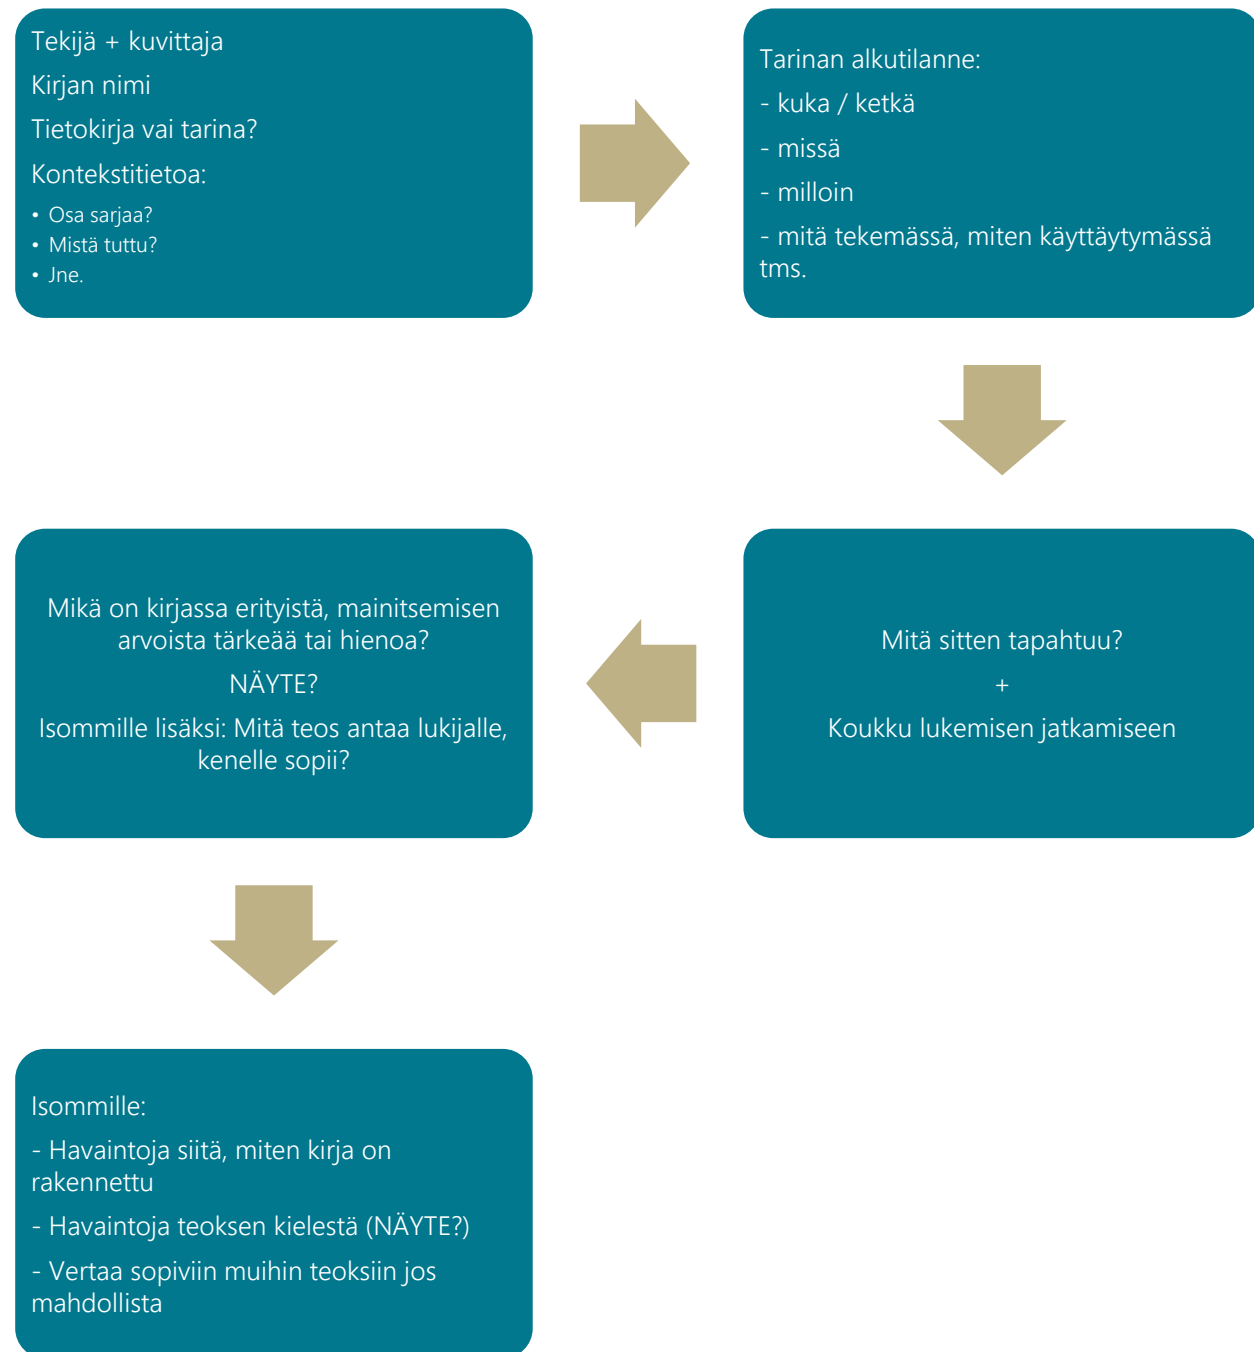 Tekijä + kuvittaja
Kirjan nimi
Tietokirja vai tarina?
Kontekstitietoa:
• Osa sarjaa?
• Mistä tuttu?
• Jne.
Tarinan alkutilanne:
- kuka / ketkä
- missä
- milloin
- mitä tekemässä, miten käyttäytymässä
tms.
Mitä sitten tapahtuu?
+
Koukku lukemisen jatkamiseen
Mikä on kirjassa erityistä, mainitsemisen
arvoista tärkeää tai hienoa?
NÄYTE?
Isommille lisäksi: Mitä teos antaa lukijalle,
kenelle sopii?
Isommille:
- Havaintoja siitä, miten kirja on
rakennettu
- Havaintoja teoksen kielestä (NÄYTE?)
- Vertaa sopiviin muihin teoksiin jos
mahdollista